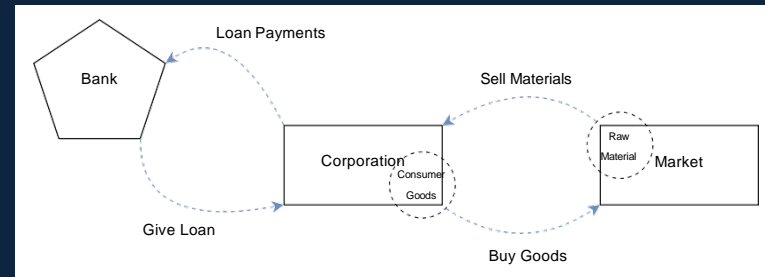 Loan Payments
Bank
Sell Materials
Raw
Material
Corporation
Market
Consumer
Goods
Give Loan
Buy Goods